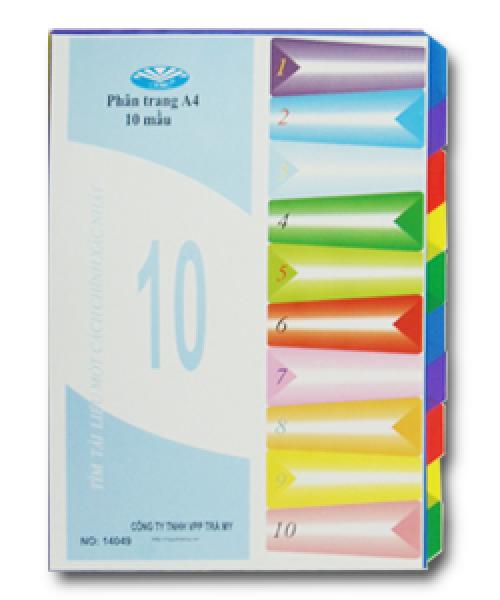 Phân trang A4
10 mầu
10
TÌM TÀI LIỆU MỘT CÁCH CHÍNH XÁC NHẤT
CÔNG TY TNHH VPP TRÀ MY
NO: 14049
1
2
3
4
5
6
7
8
9
10